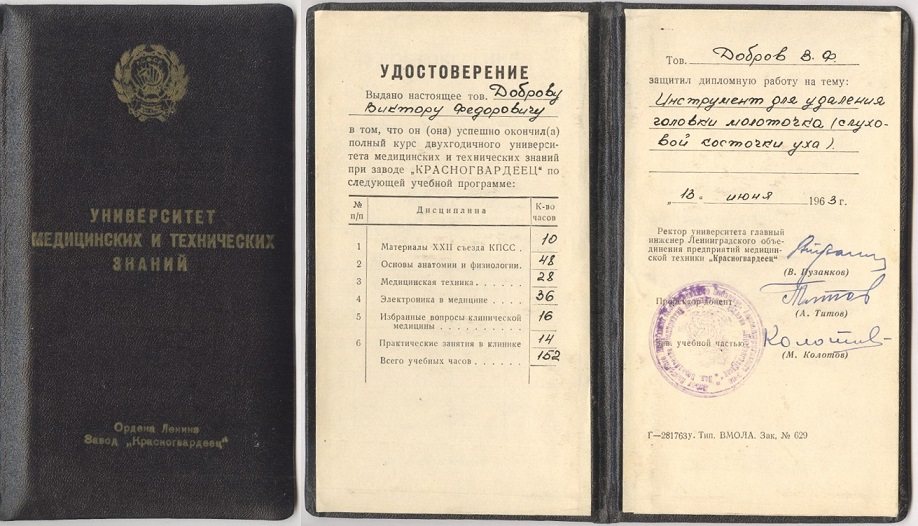 УНИВЕРСИТЕТ
МЕДИЦИНСКИХ И ТЕХНИЧЕСКИХ
ЗНАНИЙ
Ордена Ленина
Завод „Красногвардеец"
УДОСТОВЕРЕНИЕ
Выдано настоящее тов. Доброву
Виктору Федоровичу
в том, что он (она) успешно окончил(а)
полный курс двухгодичного универси-
тета медицинских и технических знаний
при заводе „КРАСНОГВАРДЕЕЦ" по
следующей учебной программе:
№ п/п Дисциплина К-во часов
1 Материалы XXII съезда КПСС . 10
2 Основы анатомии и физиологии. 48
3 Медицинская техника . . . . . . 28
4 Электроника в медицине . . . . 36
5 Избранные вопросы клинической
медицины . . . . . . . . . . 16
6 Практические занятия в клинике 14
Всего учебных часов . . . . . 152
Тов. Добров В. Ф.
защитил дипломную работу на тему:
Инструмент для удаления
головки молоточка (слухо-
вой косточки уха).
„13" июня 1963 г.
Ректор университета главный
инженер Ленинградского объе-
динения предприятий медицин-
ской техники „Красногвардеец"
(В. Пузанков)
Проректор доцент Титов
(А. Титов)
учебной частью Колотов
(М. Колотов)
Г—281763у. Тип. ВМОЛА. Зак. № 629